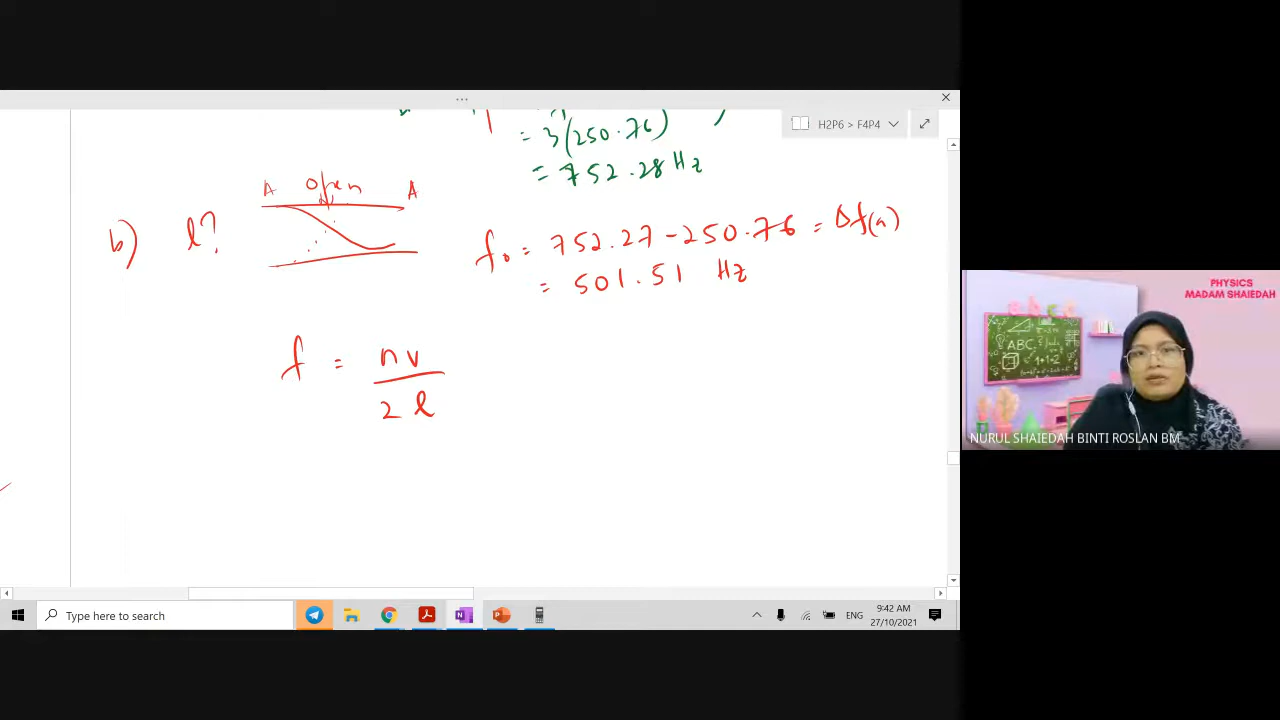 H2P6 > F4P4
= 3(250.76)
= 752.28 Hz
A open A
b) l?
f₀ = 752.27 - 250.76 = Δf(a)
= 501.51 Hz
f = nv
2 l
PHYSICS
MADAM SHAIEDAH
ABC
NURUL SHAIEDAH BINTI ROSLAN BM
Type here to search
ENG
9:42 AM
27/10/2021